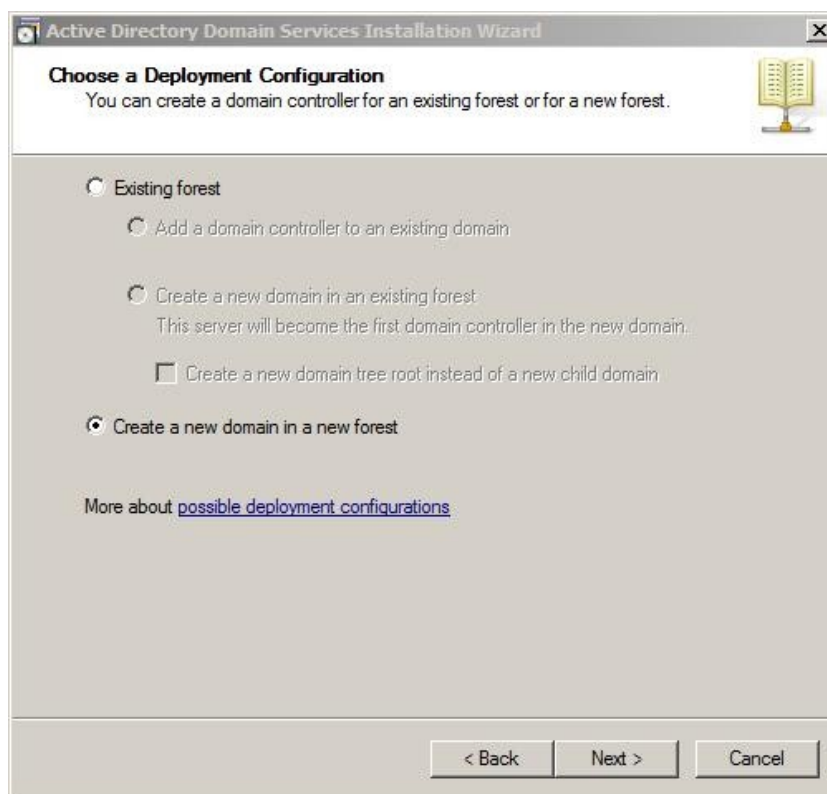 Active Directory Domain Services Installation Wizard
Choose a Deployment Configuration
You can create a domain controller for an existing forest or for a new forest.
Existing forest
Add a domain controller to an existing domain
Create a new domain in an existing forest
This server will become the first domain controller in the new domain.
Create a new domain tree root instead of a new child domain
Create a new domain in a new forest
More about possible deployment configurations
< Back Next > Cancel